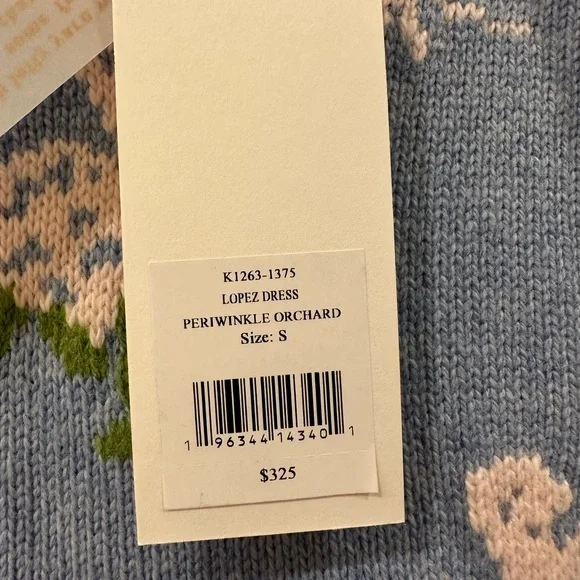 K1263-1375
LOPEZ DRESS
PERIWINKLE ORCHARD
Size: S
1 96344 14340 1
$325